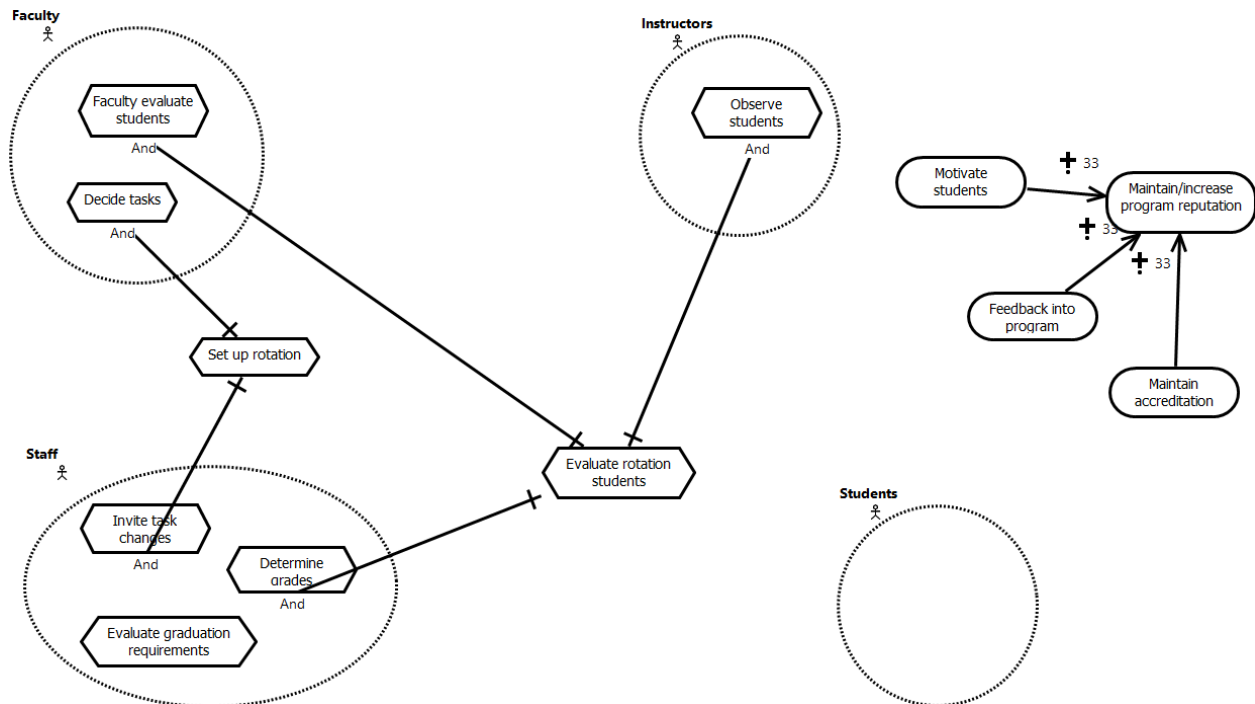 Faculty
Instructors
Faculty evaluate
students
And
Observe
students
And
Decide tasks
And
Motivate
students
33
Maintain/increase
program reputation
33
33
Feedback into
program
Set up rotation
Maintain
accreditation
Staff
Evaluate rotation
students
Students
Invite task
changes
And
Determine
grades
And
Evaluate graduation
requirements